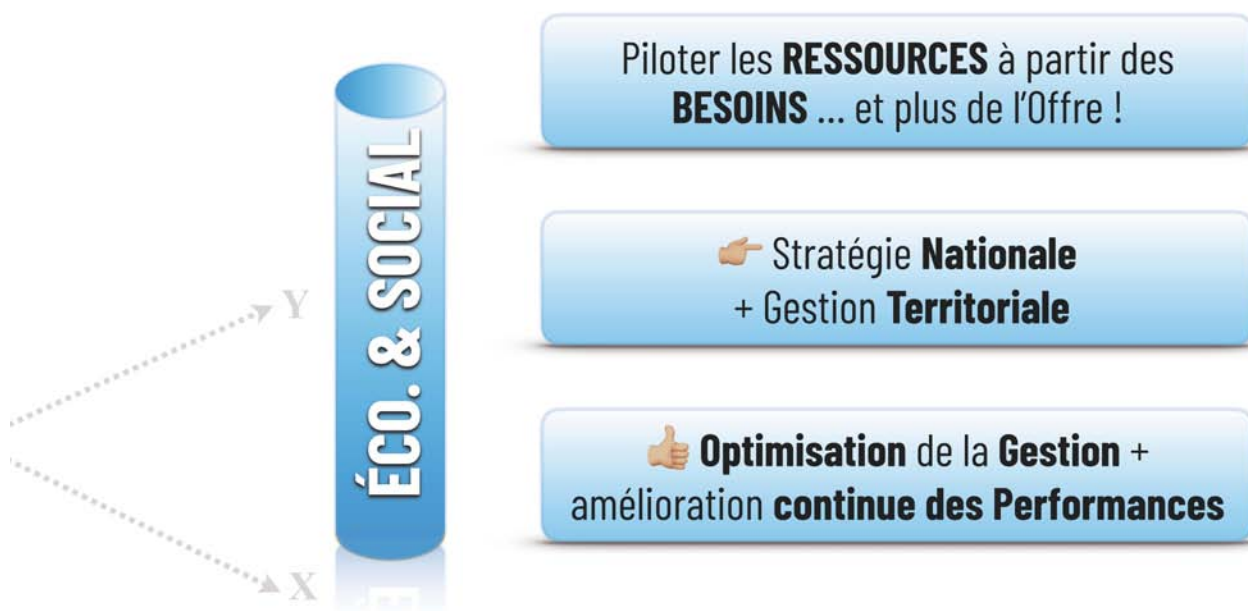 Y
X
ÉCO. & SOCIAL
Piloter les RESSOURCES à partir des
BESOINS ... et plus de l’Offre !
👉🏼 Stratégie Nationale
+ Gestion Territoriale
👍🏼 Optimisation de la Gestion +
amélioration continue des Performances